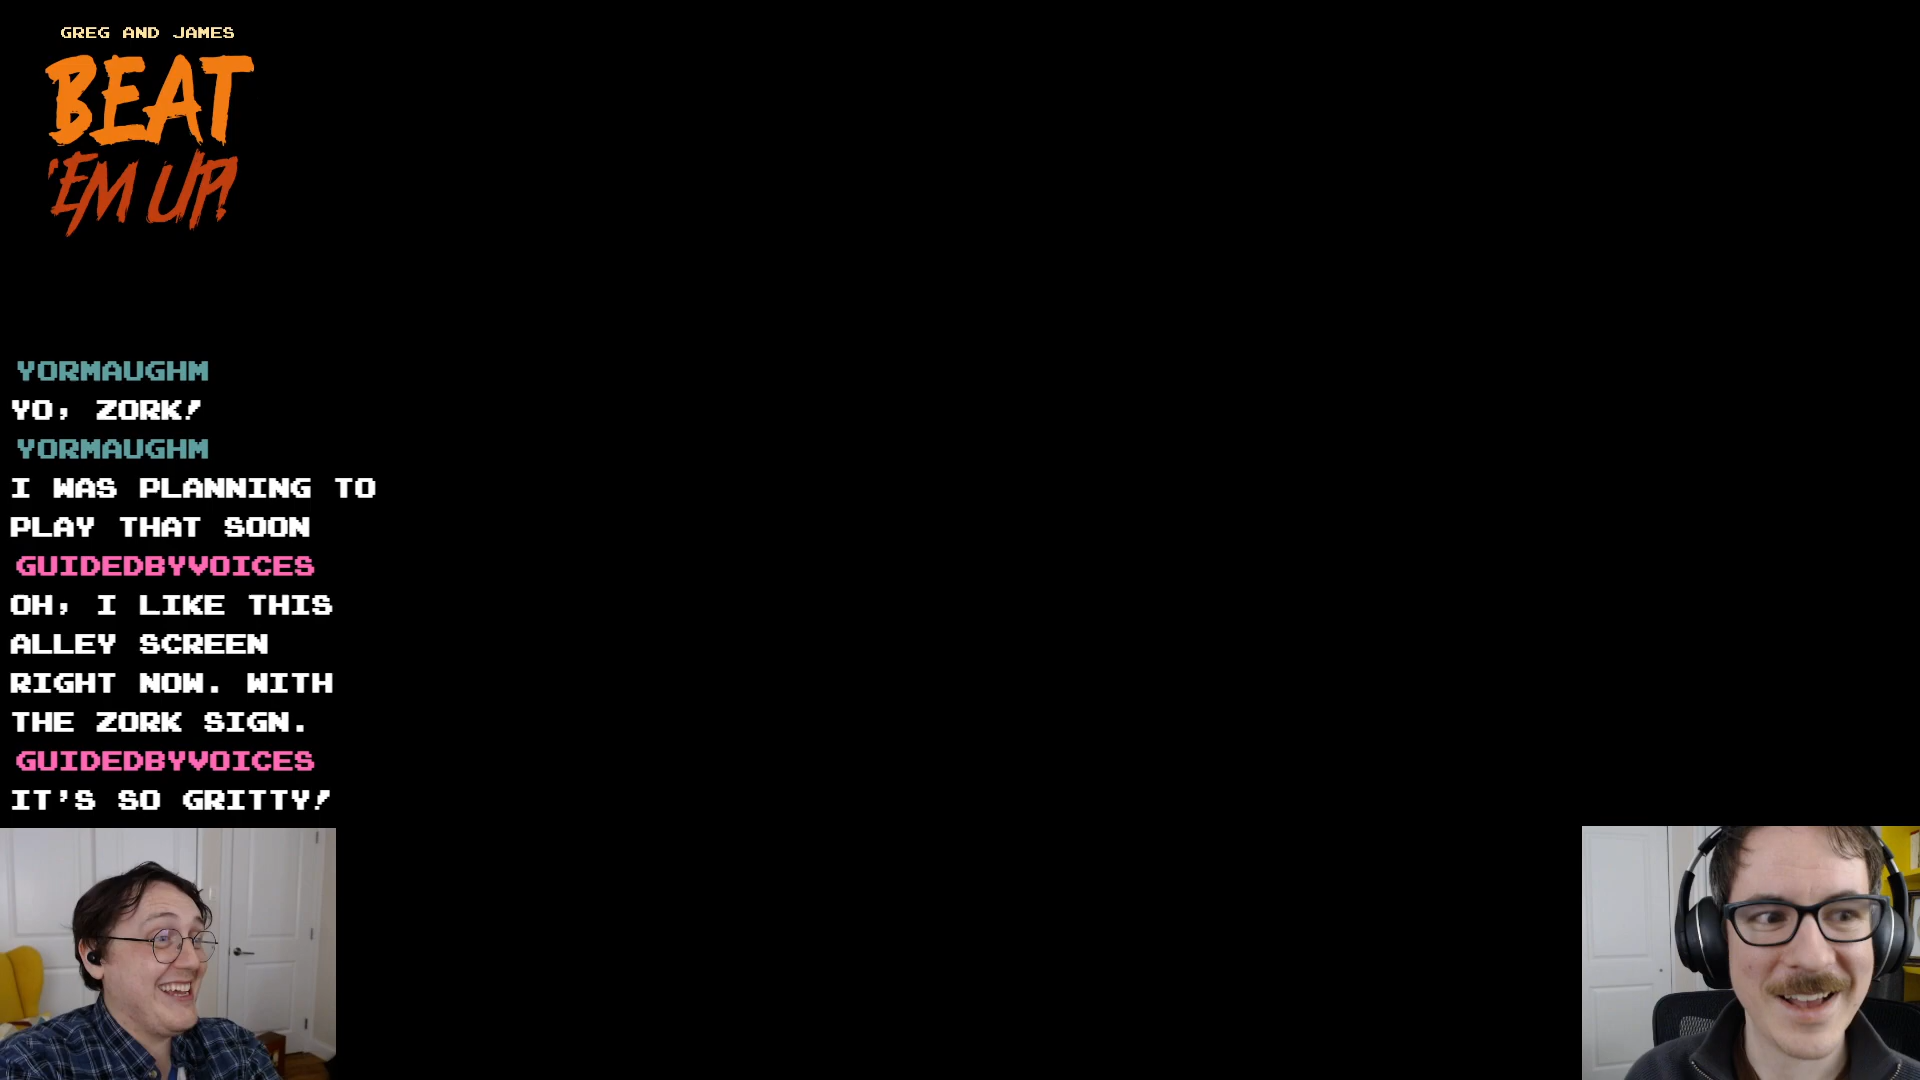 GREG AND JAMES
BEAT
'EM UP!
YORMAUGHM
YO, ZORK!
YORMAUGHM
I WAS PLANNING TO
PLAY THAT SOON
GUIDEDBYVOICES
OH, I LIKE THIS
ALLEY SCREEN
RIGHT NOW. WITH
THE ZORK SIGN.
GUIDEDBYVOICES
IT'S SO GRITTY!